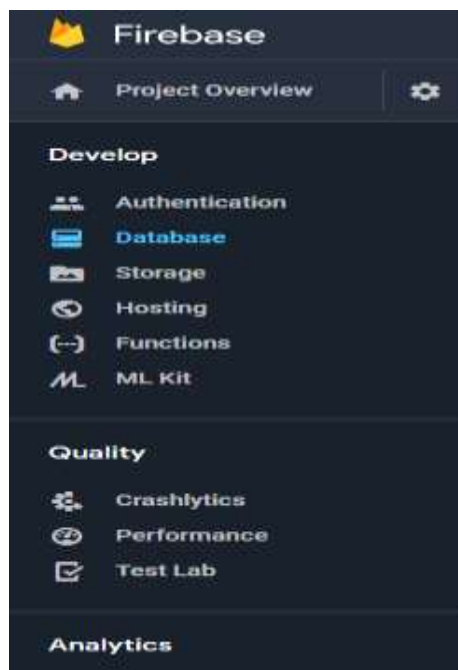 Firebase
Project Overview
Develop
Authentication
Database
Storage
Hosting
Functions
ML Kit
Quality
Crashlytics
Performance
Test Lab
Analytics